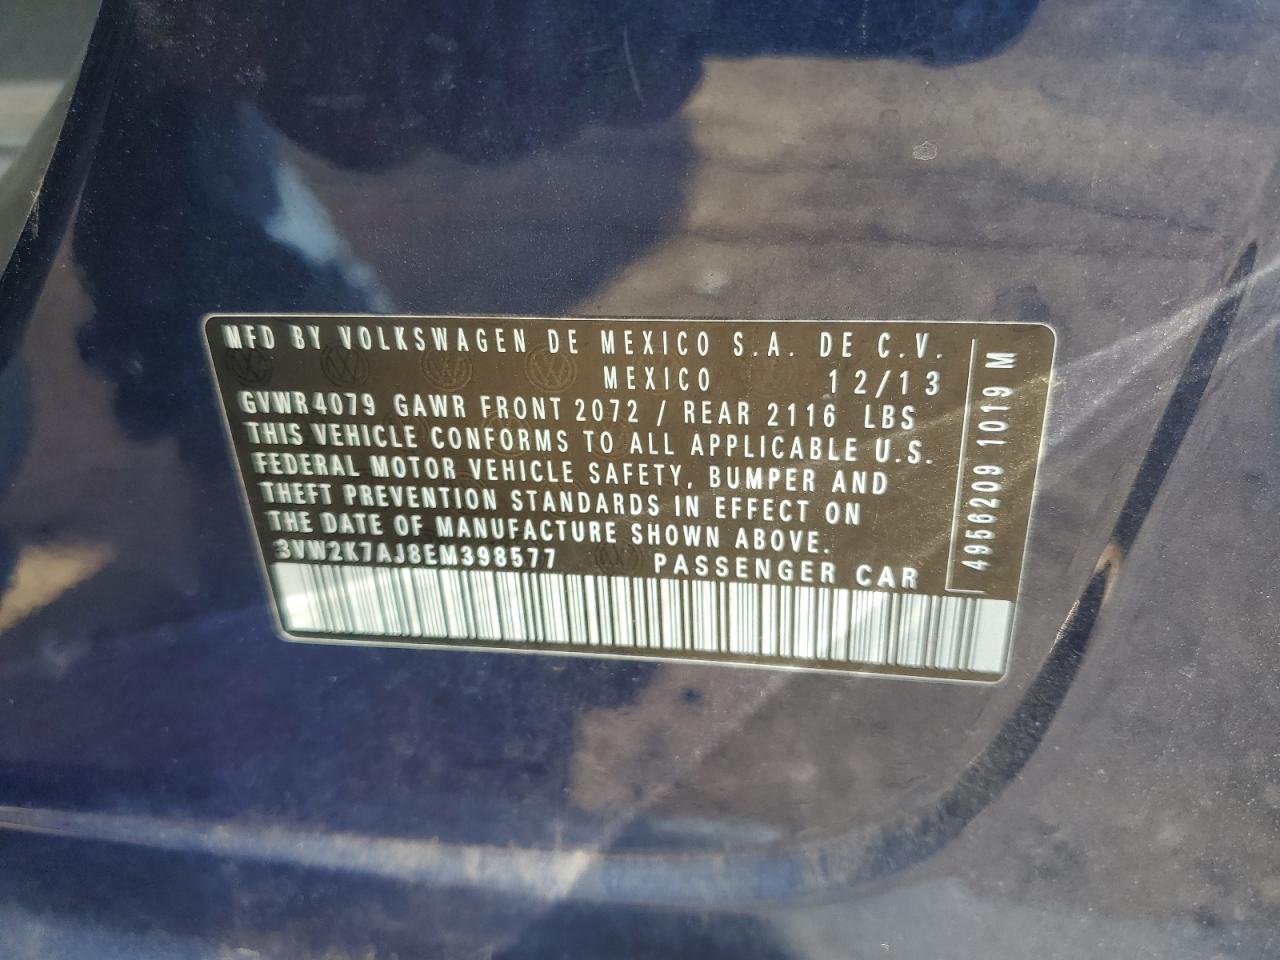 MFD BY VOLKSWAGEN DE MEXICO S.A. DE C.V.
MEXICO 12/13
GVWR4079 GAWR FRONT 2072 / REAR 2116 LBS
THIS VEHICLE CONFORMS TO ALL APPLICABLE U.S.
FEDERAL MOTOR VEHICLE SAFETY, BUMPER AND
THEFT PREVENTION STANDARDS IN EFFECT ON
THE DATE OF MANUFACTURE SHOWN ABOVE.
3VW2K7AJ8EM398577 PASSENGER CAR
4956209 1019 M